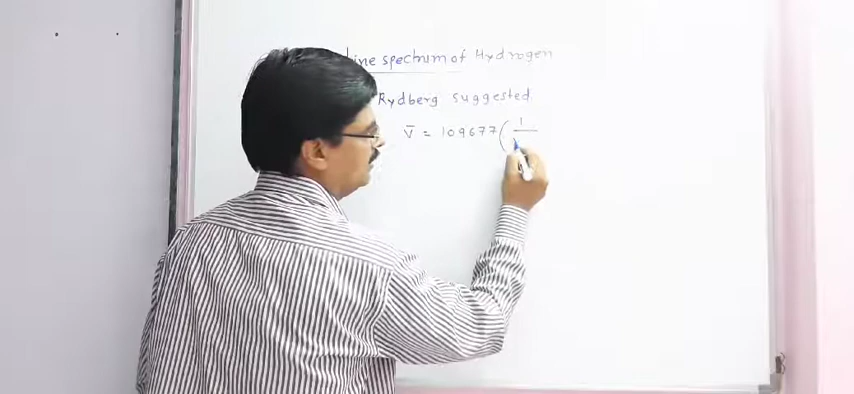 line spectrum of Hydrogen
Rydberg suggested
v̅ = 109677 ( 1